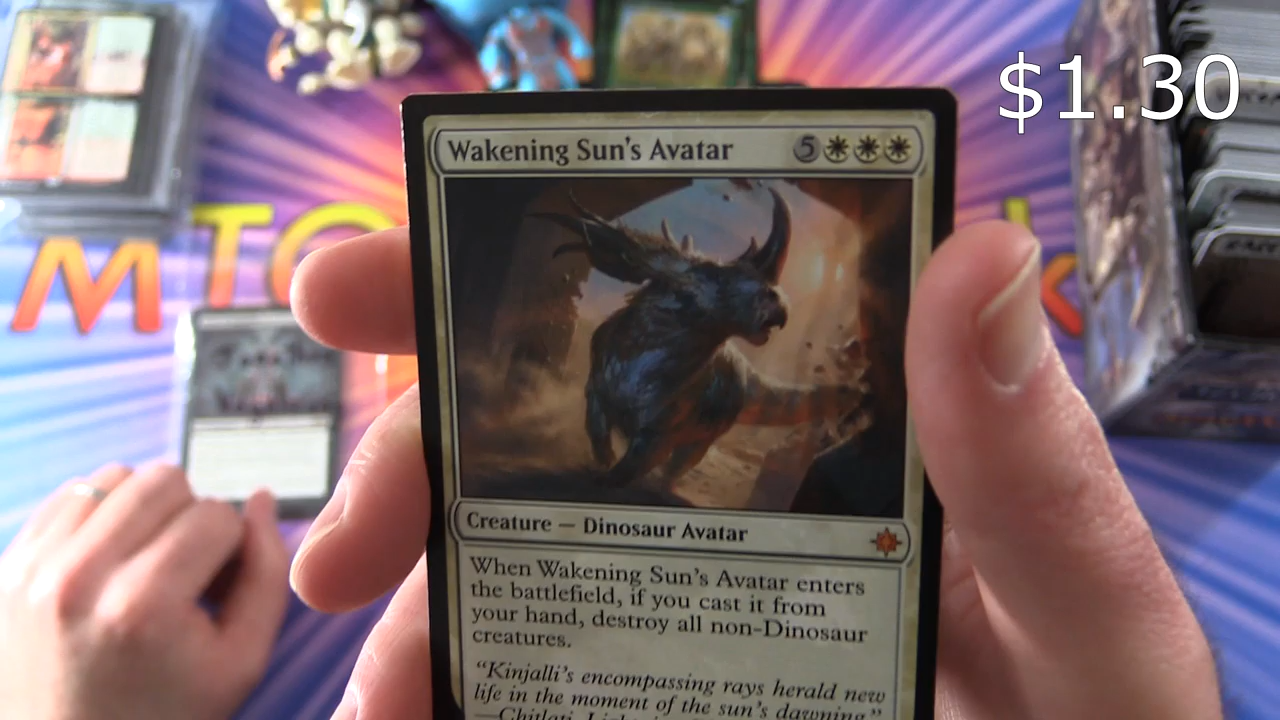 $1.30
Wakening Sun's Avatar 5
MTG
k
Creature — Dinosaur Avatar
When Wakening Sun's Avatar enters
the battlefield, if you cast it from
your hand, destroy all non-Dinosaur
creatures.
"Kinjalli's encompassing rays herald new
life in the moment of the sun's dawning."